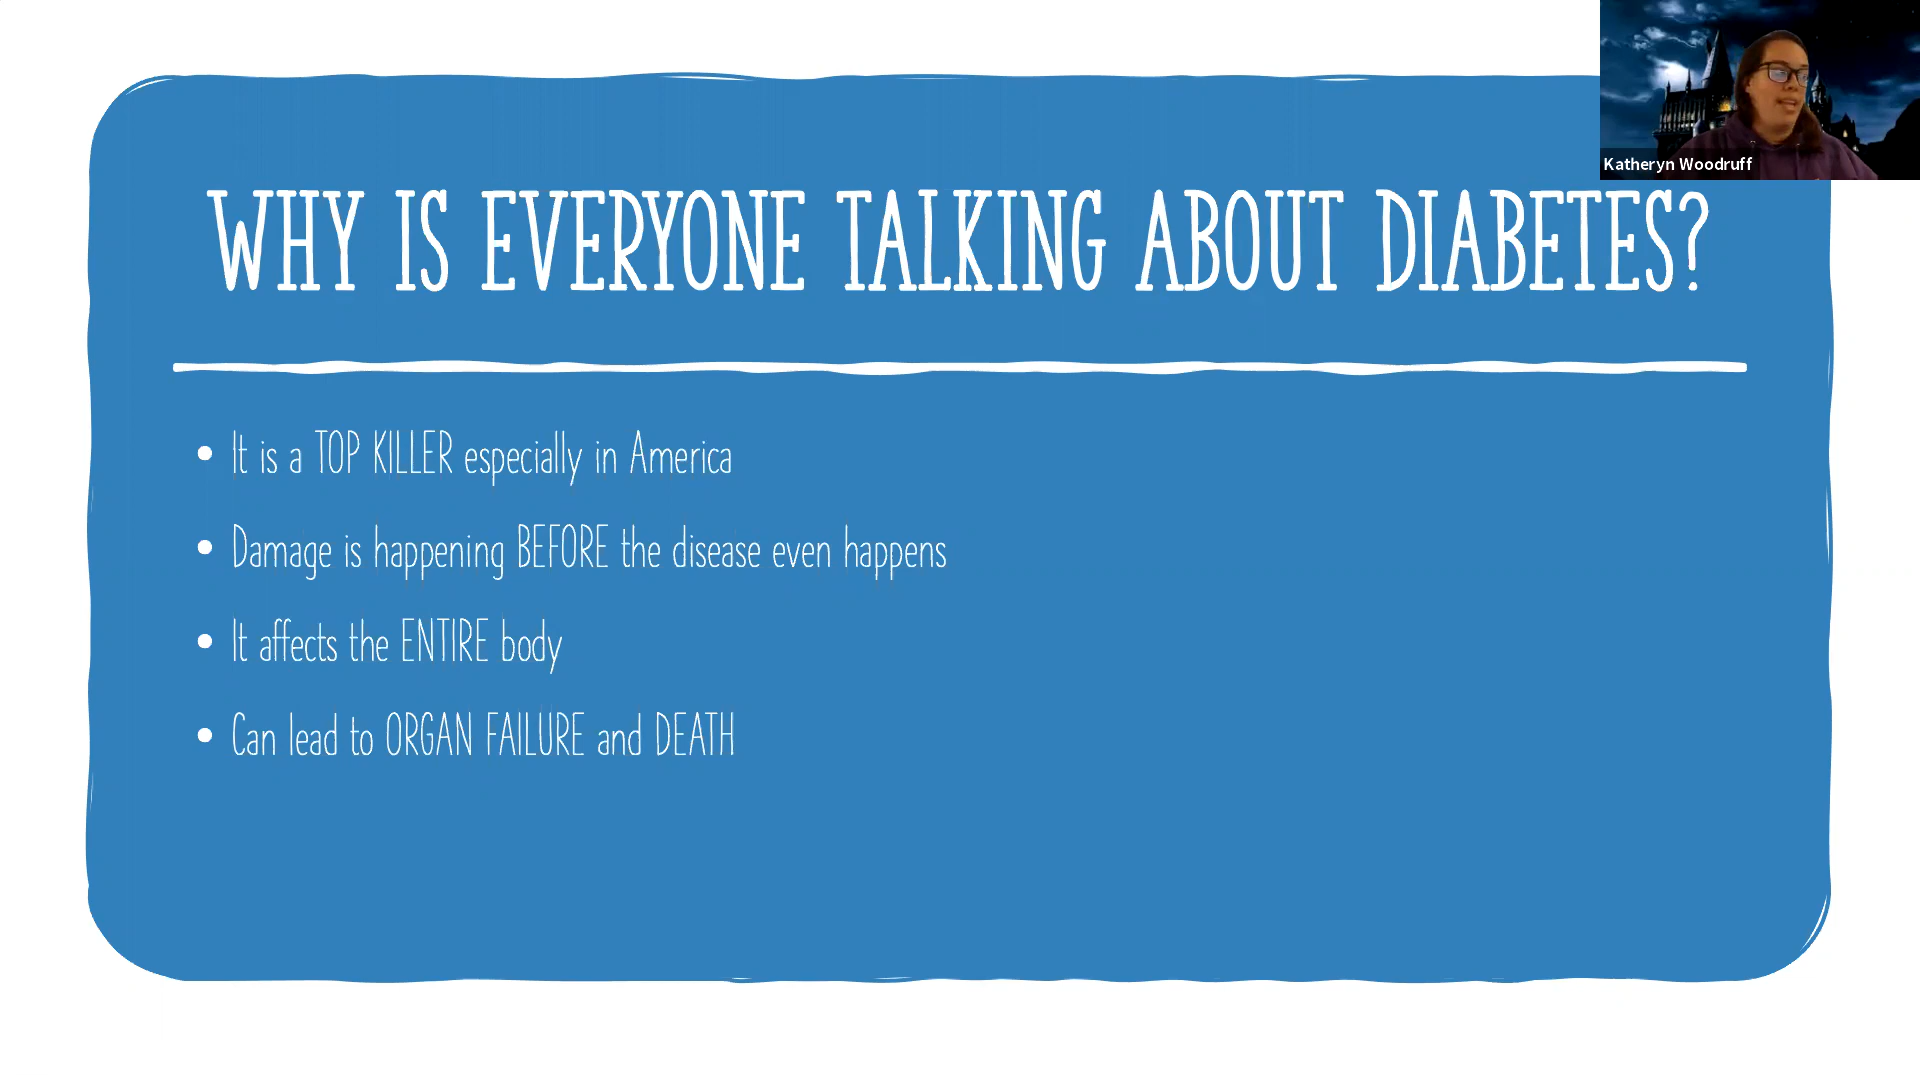 Katheryn Woodruff
WHY IS EVERYONE TALKING ABOUT DIABETES?
• It is a TOP KILLER especially in America
• Damage is happening BEFORE the disease even happens
• It affects the ENTIRE body
• Can lead to ORGAN FAILURE and DEATH